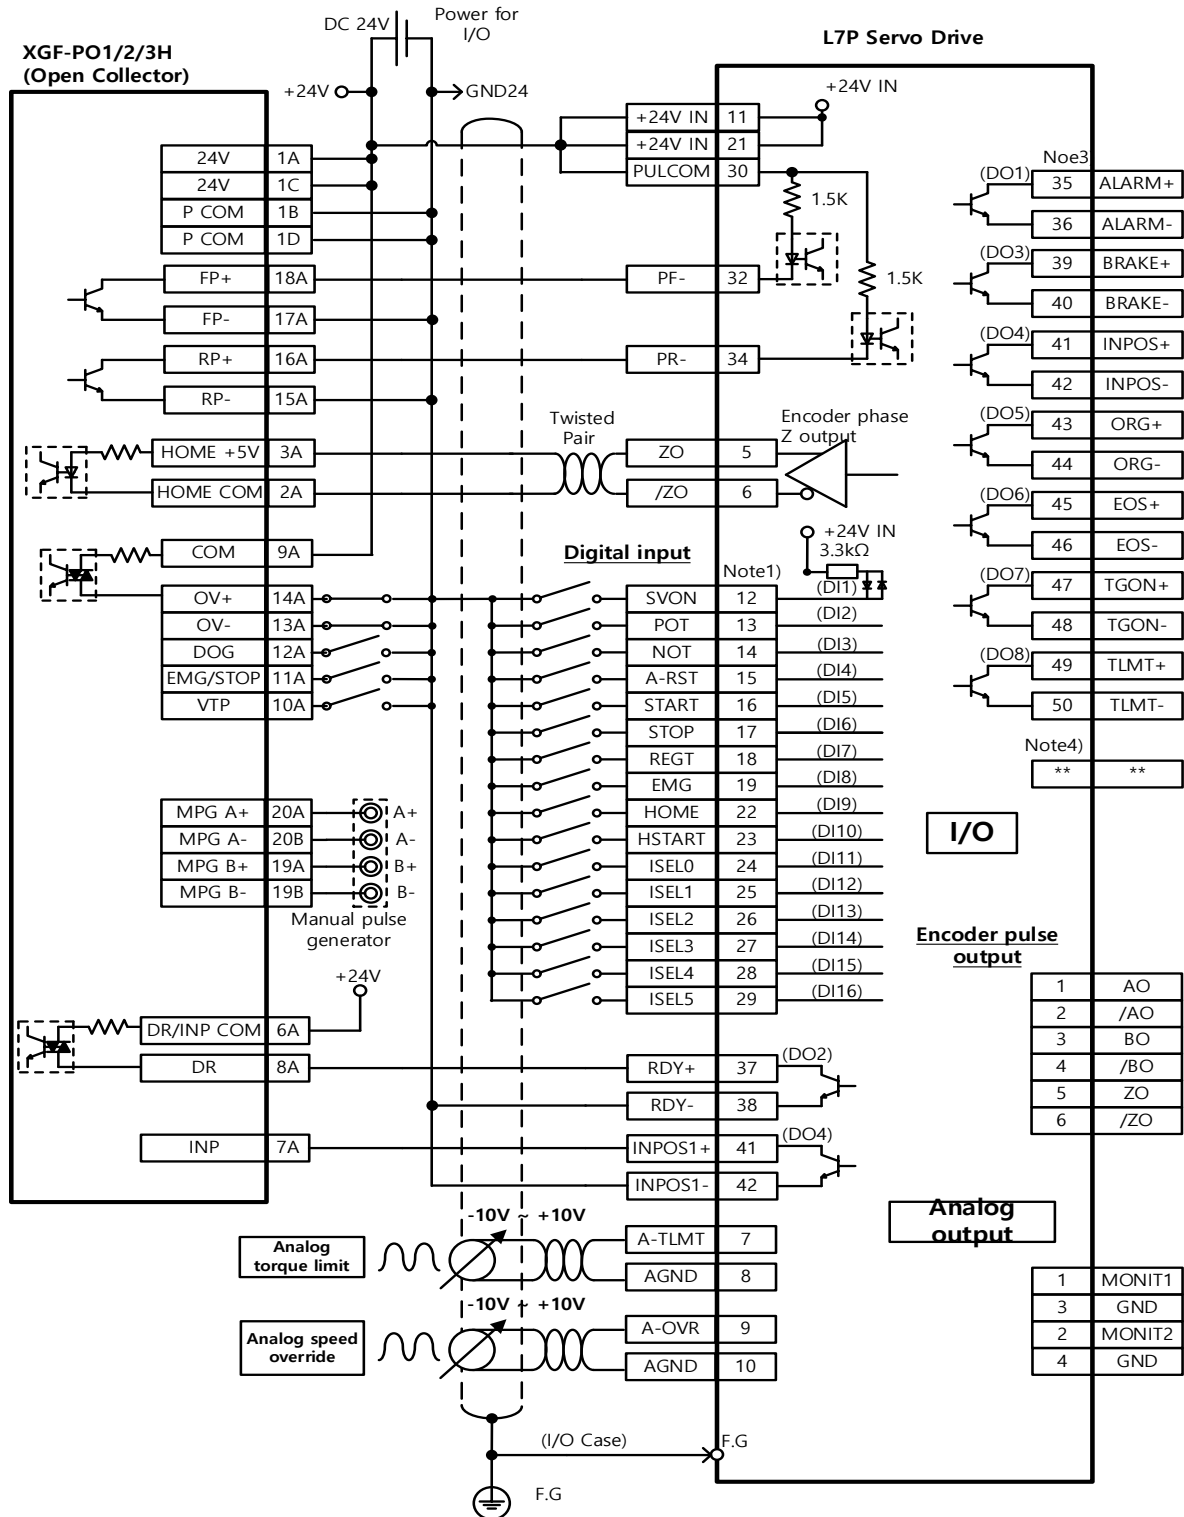 DC 24V
Power for
I/O
XGF-PO1/2/3H
(Open Collector)
L7P Servo Drive
+24V
GND24
+24V IN
+24V IN 11
+24V IN 21
PULCOM 30
24V 1A
24V 1C
P COM 1B
P COM 1D
1.5K
1.5K
FP+ 18A
FP- 17A
RP+ 16A
RP- 15A
PF- 32
PR- 34
Twisted
Pair
Encoder phase
Z output
HOME +5V 3A
HOME COM 2A
ZO 5
/ZO 6
COM 9A
OV+ 14A
OV- 13A
DOG 12A
EMG/STOP 11A
VTP 10A
Digital input
+24V IN
3.3kΩ
Note1)
SVON 12 (DI1)
POT 13 (DI2)
NOT 14 (DI3)
A-RST 15 (DI4)
START 16 (DI5)
STOP 17 (DI6)
REGT 18 (DI7)
EMG 19 (DI8)
HOME 22 (DI9)
HSTART 23 (DI10)
ISEL0 24 (DI11)
ISEL1 25 (DI12)
ISEL2 26 (DI13)
ISEL3 27 (DI14)
ISEL4 28 (DI15)
ISEL5 29 (DI16)
MPG A+ 20A A+
MPG A- 20B A-
MPG B+ 19A B+
MPG B- 19B B-
Manual pulse
generator
+24V
DR/INP COM 6A
DR 8A
INP 7A
RDY+ 37 (DO2)
RDY- 38
INPOS1+ 41 (DO4)
INPOS1- 42
-10V ~ +10V
Analog
torque limit
A-TLMT 7
AGND 8
-10V ~ +10V
Analog speed
override
A-OVR 9
AGND 10
(I/O Case)
F.G
F.G
Noe3
(DO1) 35 ALARM+
36 ALARM-
(DO3) 39 BRAKE+
40 BRAKE-
(DO4) 41 INPOS+
42 INPOS-
(DO5) 43 ORG+
44 ORG-
(DO6) 45 EOS+
46 EOS-
(DO7) 47 TGON+
48 TGON-
(DO8) 49 TLMT+
50 TLMT-
Note4)
** **
I/O
Encoder pulse
output
1 AO
2 /AO
3 BO
4 /BO
5 ZO
6 /ZO
Analog
output
1 MONIT1
3 GND
2 MONIT2
4 GND